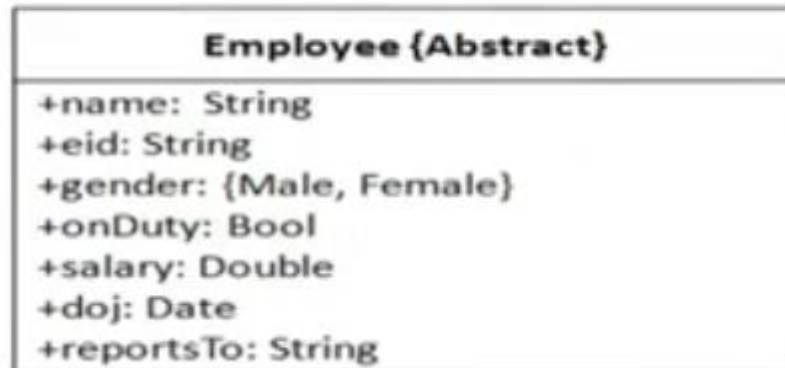 Employee {Abstract}
+name: String
+eid: String
+gender: {Male, Female}
+onDuty: Bool
+salary: Double
+doj: Date
+reportsTo: String